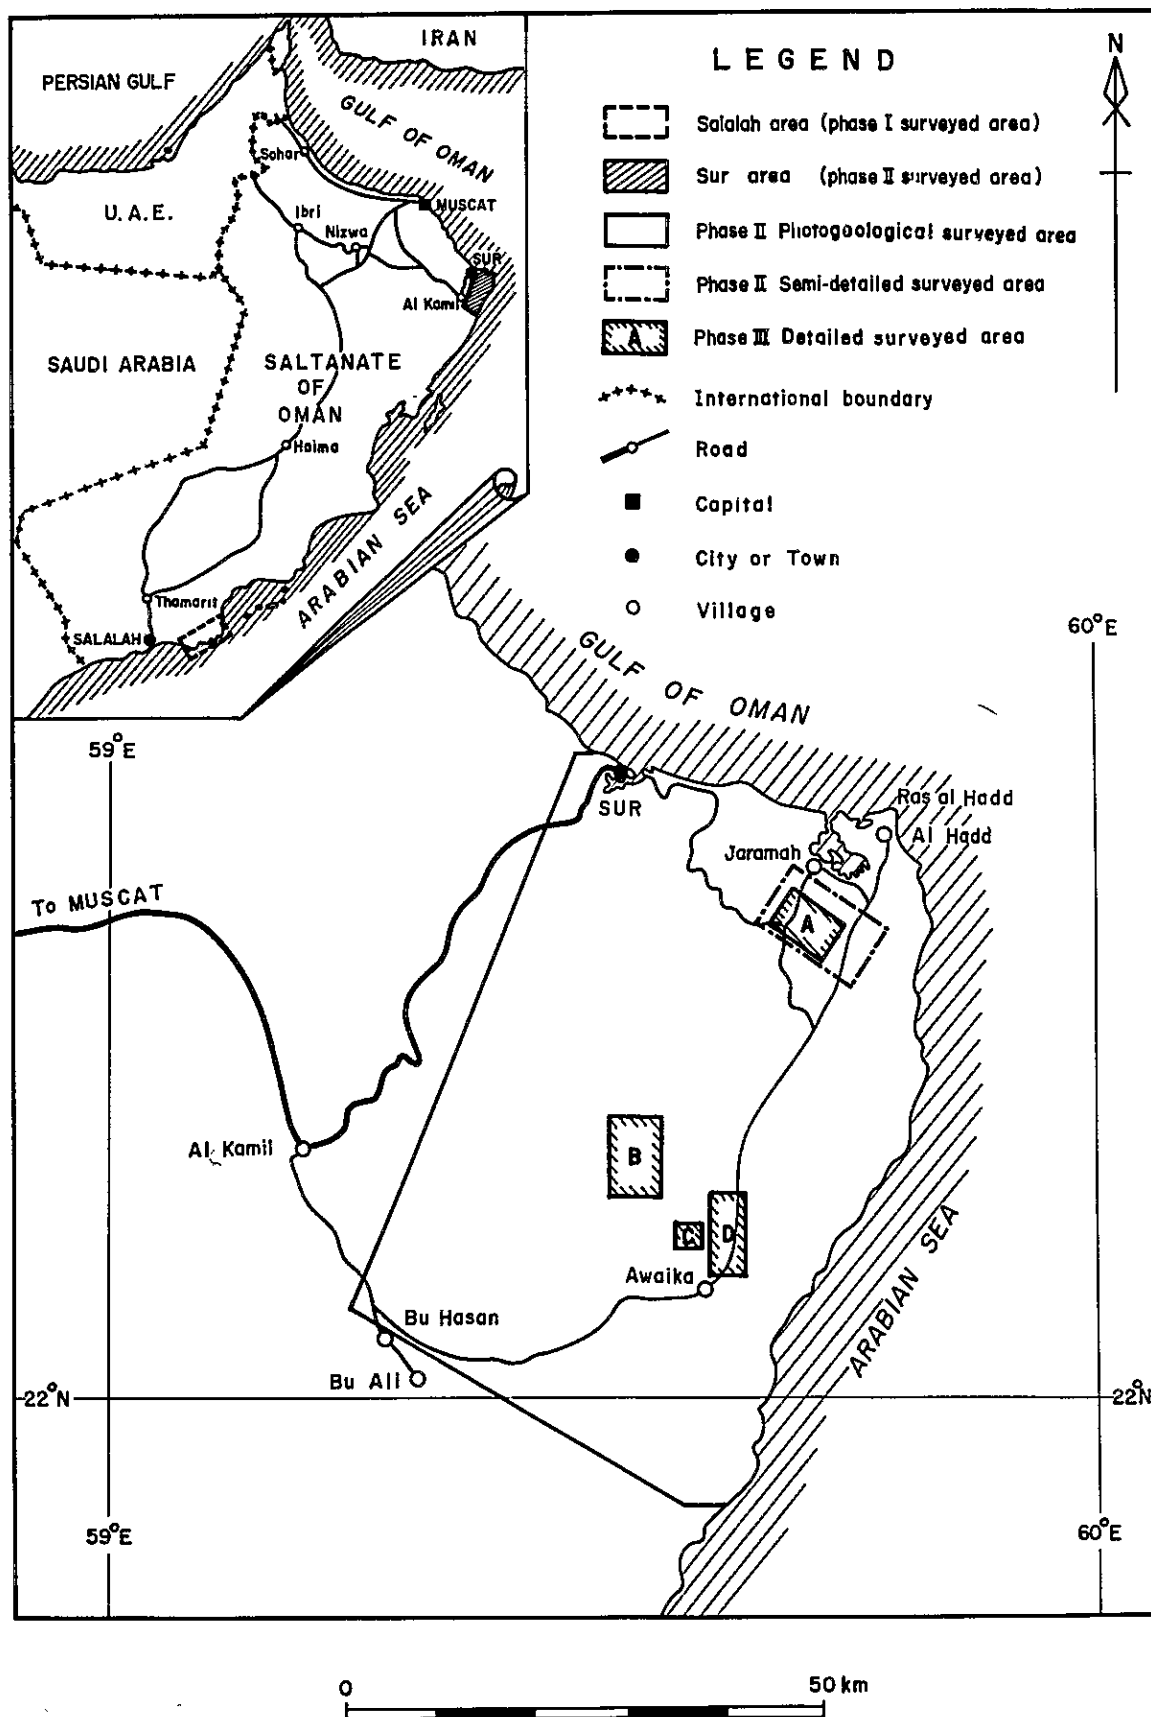 IRAN
PERSIAN GULF
GULF OF OMAN
Sohar
U.A.E.
MUSCAT
Ibri
Nizwa
SUR
Al Kamil
SAUDI ARABIA
SALTANATE
OF
OMAN
Haima
ARABIAN SEA
Thamarit
SALALAH
LEGEND
N
Salalah area (phase I surveyed area)
Sur area (phase II surveyed area)
Phase II Photogeological surveyed area
Phase II Semi-detailed surveyed area
A Phase III Detailed surveyed area
International boundary
Road
Capital
City or Town
Village
60°E
GULF OF OMAN
59°E
SUR
Ras al Hadd
Al Hadd
Jaramah
To MUSCAT
A
Al Kamil
B
C
D
Awaika
ARABIAN SEA
Bu Hasan
Bu Ali
22°N
22°N
59°E
60°E
0
50 km